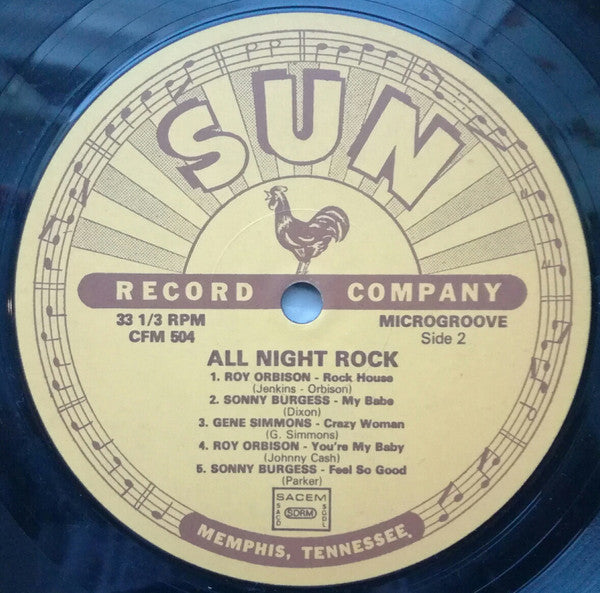 SUN
RECORD COMPANY
33 1/3 RPM MICROGROOVE
CFM 504 Side 2
ALL NIGHT ROCK
1. ROY ORBISON - Rock House
(Jenkins - Orbison)
2. SONNY BURGESS - My Babe
(Dixon)
3. GENE SIMMONS - Crazy Woman
(G. Simmons)
4. ROY ORBISON - You're My Baby
(Johnny Cash)
5. SONNY BURGESS - Feel So Good
(Parker)
SACEM
SACD SDRM SGDL
MEMPHIS, TENNESSEE